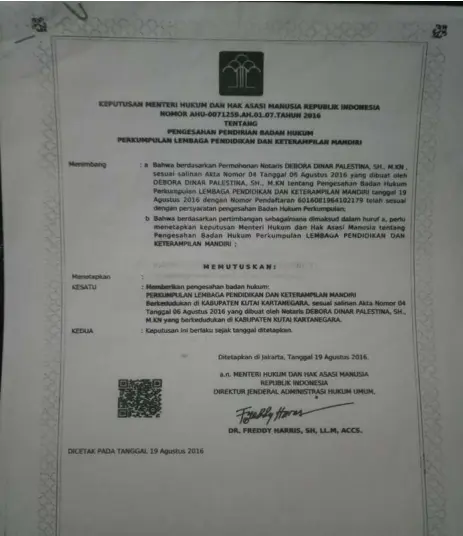 KEPUTUSAN MENTERI HUKUM DAN HAK ASASI MANUSIA REPUBLIK INDONESIA
NOMOR AHU-0071259.AH.01.07.TAHUN 2016
TENTANG
PENGESAHAN PENDIRIAN BADAN HUKUM
PERKUMPULAN LEMBAGA PENDIDIKAN DAN KETERAMPILAN MANDIRI
Menimbang : a Bahwa berdasarkan Permohonan Notaris DEBORA DINAR PALESTINA, SH., M.KN ,
sesuai salinan Akta Nomor 04 Tanggal 06 Agustus 2016 yang dibuat oleh
DEBORA DINAR PALESTINA, SH., M.KN tentang Pengesahan Badan Hukum
Perkumpulan LEMBAGA PENDIDIKAN DAN KETERAMPILAN MANDIRI tanggal 19
Agustus 2016 dengan Nomor Pendaftaran 6016081964102179 telah sesuai
dengan persyaratan pengesahan Badan Hukum Perkumpulan;
b Bahwa berdasarkan pertimbangan sebagaimana dimaksud dalam huruf a, perlu
menetapkan keputusan Menteri Hukum dan Hak Asasi Manusia tentang
Pengesahan Badan Hukum Perkumpulan LEMBAGA PENDIDIKAN DAN
KETERAMPILAN MANDIRI ;
MEMUTUSKAN:
Menetapkan :
KESATU : Memberikan pengesahan badan hukum:
PERKUMPULAN LEMBAGA PENDIDIKAN DAN KETERAMPILAN MANDIRI
Berkedudukan di KABUPATEN KUTAI KARTANEGARA, sesuai salinan Akta Nomor 04
Tanggal 06 Agustus 2016 yang dibuat oleh Notaris DEBORA DINAR PALESTINA, SH.,
M.KN yang berkedudukan di KABUPATEN KUTAI KARTANEGARA.
KEDUA : Keputusan ini berlaku sejak tanggal ditetapkan.
Ditetapkan di Jakarta, Tanggal 19 Agustus 2016.
a.n. MENTERI HUKUM DAN HAK ASASI MANUSIA
REPUBLIK INDONESIA
DIREKTUR JENDERAL ADMINISTRASI HUKUM UMUM,
Freddy Harris
DR. FREDDY HARRIS, SH, LL.M, ACCS.
DICETAK PADA TANGGAL 19 Agustus 2016